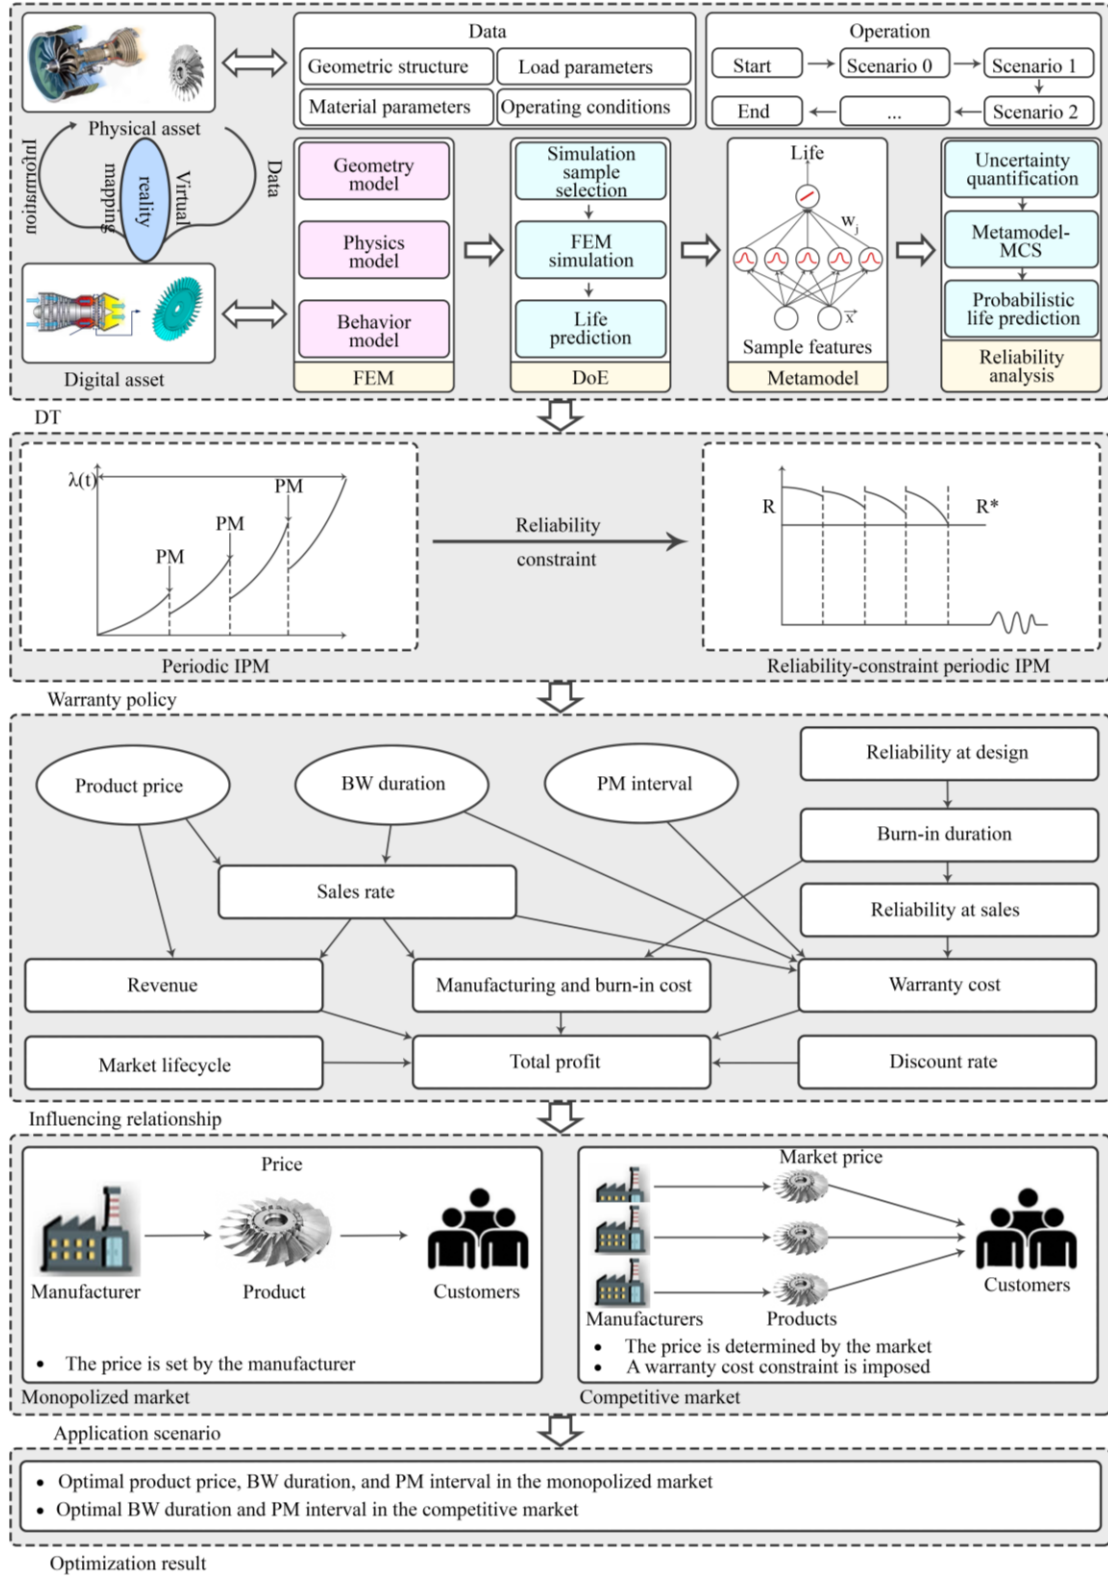 Data
Operation
Geometric structure
Load parameters
Material parameters
Operating conditions
Start
Scenario 0
Scenario 1
End
...
Scenario 2
Physical asset
Information
mapping
reality
Virtual
Data
Digital asset
Geometry
model
Physics
model
Behavior
model
FEM
Simulation
sample
selection
FEM
simulation
Life
prediction
DoE
Life
wj
x
Sample features
Metamodel
Uncertainty
quantification
Metamodel-
MCS
Probabilistic
life prediction
Reliability
analysis
DT
λ(t)
PM
PM
PM
Periodic IPM
Reliability
constraint
R
R*
Reliability-constraint periodic IPM
Warranty policy
Product price
BW duration
PM interval
Reliability at design
Burn-in duration
Sales rate
Reliability at sales
Revenue
Manufacturing and burn-in cost
Warranty cost
Market lifecycle
Total profit
Discount rate
Influencing relationship
Price
Manufacturer
Product
Customers
• The price is set by the manufacturer
Monopolized market
Market price
Manufacturers
Products
Customers
• The price is determined by the market
• A warranty cost constraint is imposed
Competitive market
Application scenario
• Optimal product price, BW duration, and PM interval in the monopolized market
• Optimal BW duration and PM interval in the competitive market
Optimization result